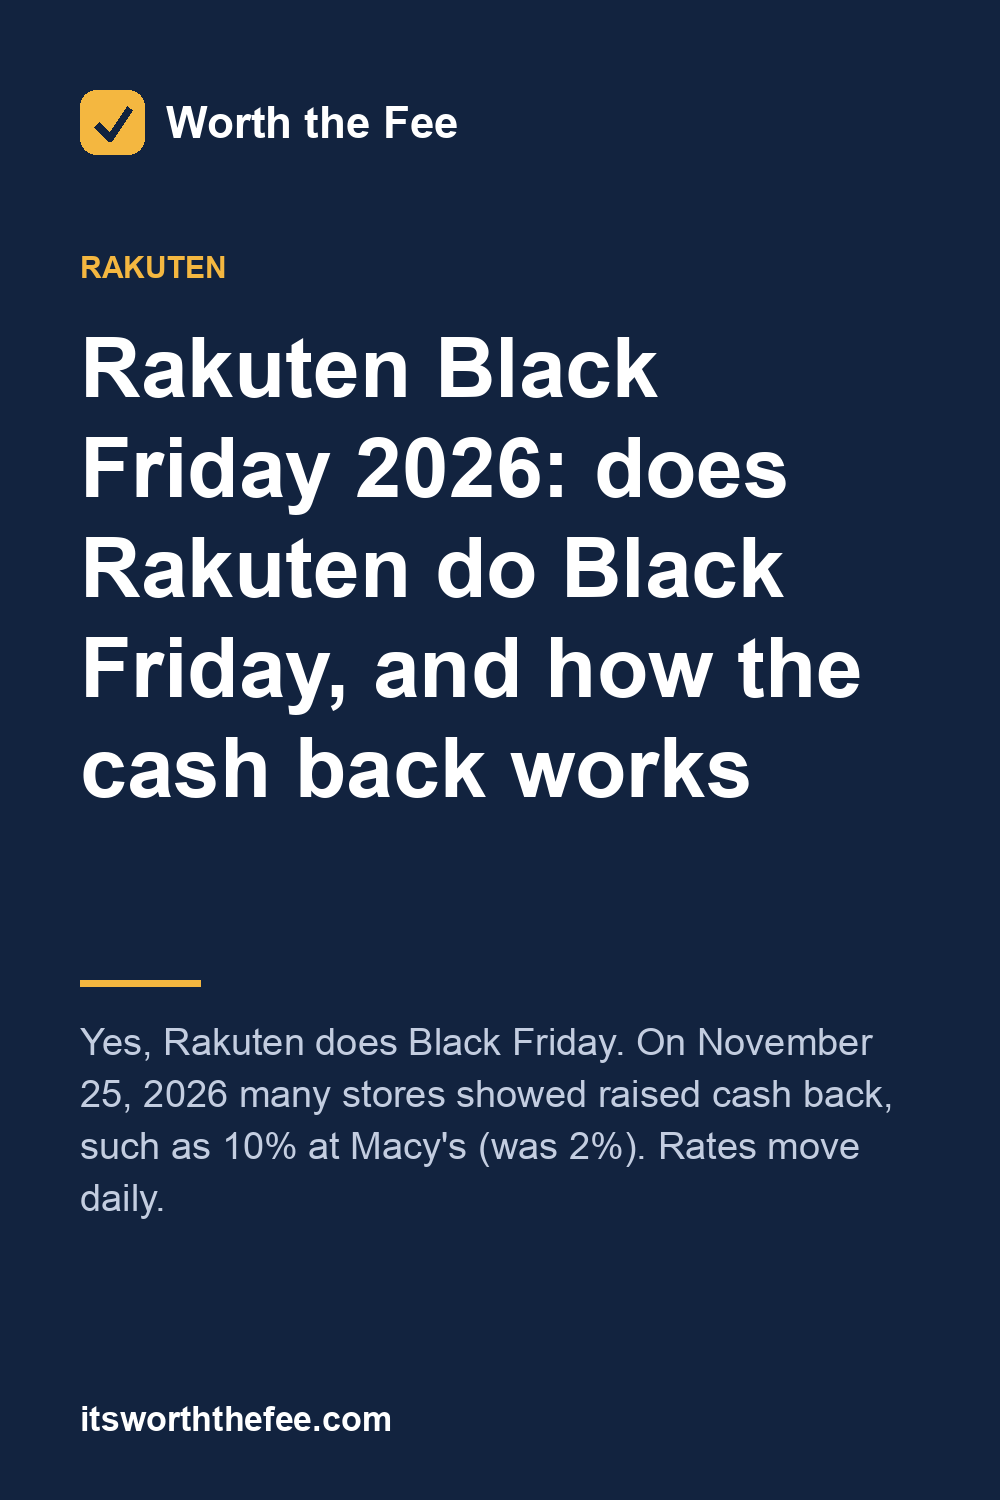 Worth the Fee
RAKUTEN
Rakuten Black
Friday 2026: does
Rakuten do Black
Friday, and how the
cash back works
Yes, Rakuten does Black Friday. On November
25, 2026 many stores showed raised cash back,
such as 10% at Macy's (was 2%). Rates move
daily.
itsworththefee.com